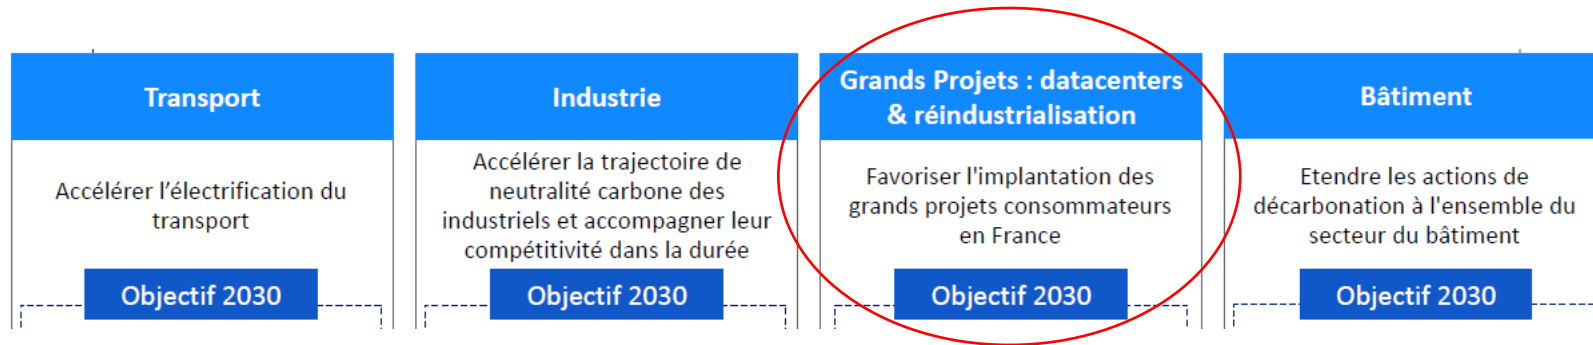 Transport
Accélérer l’électrification du
transport
Objectif 2030
Industrie
Accélérer la trajectoire de
neutralité carbone des
industriels et accompagner leur
compétitivité dans la durée
Objectif 2030
Grands Projets : datacenters
& réindustrialisation
Favoriser l'implantation des
grands projets consommateurs
en France
Objectif 2030
Bâtiment
Etendre les actions de
décarbonation à l'ensemble du
secteur du bâtiment
Objectif 2030